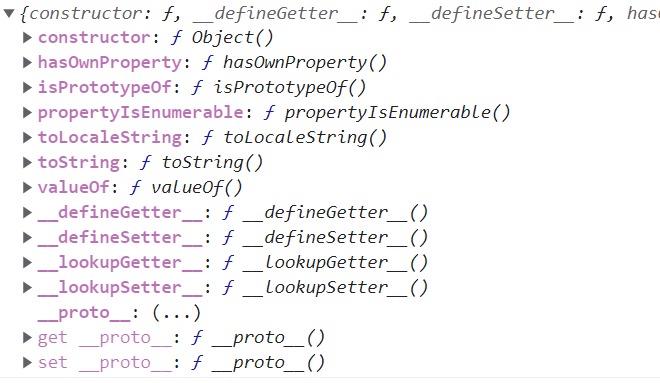 ▼{constructor: ƒ, __defineGetter__: ƒ, __defineSetter__: ƒ, has
▶ constructor: ƒ Object()
▶ hasOwnProperty: ƒ hasOwnProperty()
▶ isPrototypeOf: ƒ isPrototypeOf()
▶ propertyIsEnumerable: ƒ propertyIsEnumerable()
▶ toLocaleString: ƒ toLocaleString()
▶ toString: ƒ toString()
▶ valueOf: ƒ valueOf()
▶ __defineGetter__: ƒ __defineGetter__()
▶ __defineSetter__: ƒ __defineSetter__()
▶ __lookupGetter__: ƒ __lookupGetter__()
▶ __lookupSetter__: ƒ __lookupSetter__()
__proto__: (...)
▶ get __proto__: ƒ __proto__()
▶ set __proto__: ƒ __proto__()